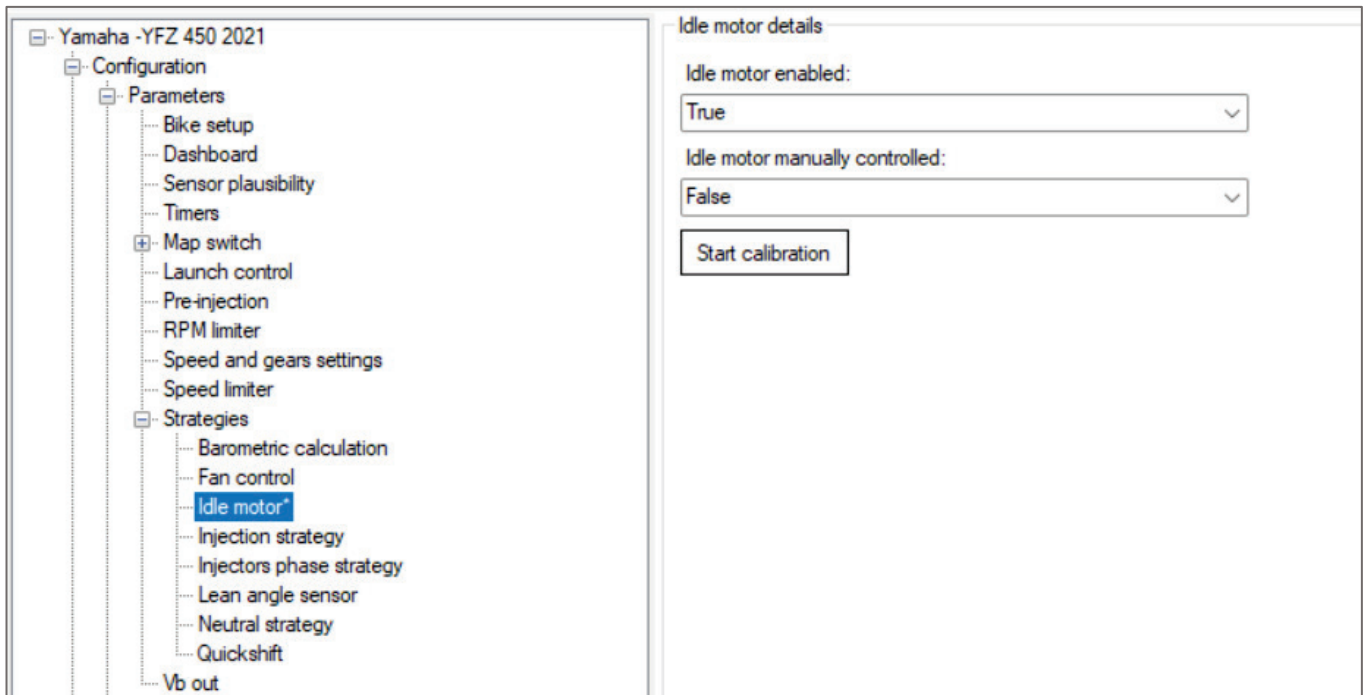 Yamaha -YFZ 450 2021
Configuration
Parameters
Bike setup
Dashboard
Sensor plausibility
Timers
Map switch
Launch control
Pre-injection
RPM limiter
Speed and gears settings
Speed limiter
Strategies
Barometric calculation
Fan control
Idle motor*
Injection strategy
Injectors phase strategy
Lean angle sensor
Neutral strategy
Quickshift
Vb out
Idle motor details
Idle motor enabled:
True
Idle motor manually controlled:
False
Start calibration